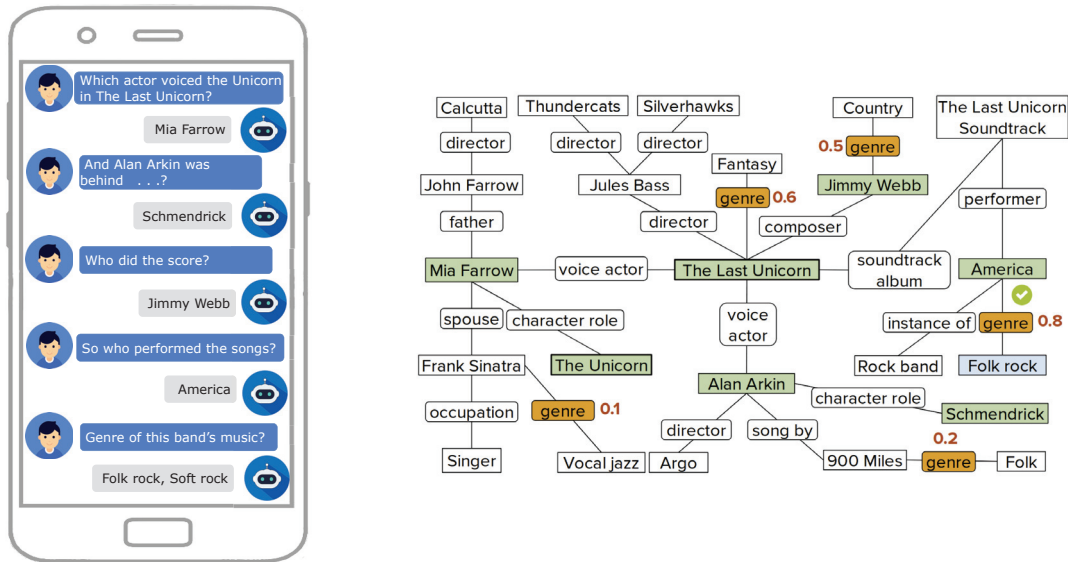 Which actor voiced the Unicorn
in The Last Unicorn?
Mia Farrow
And Alan Arkin was
behind . . .?
Schmendrick
Who did the score?
Jimmy Webb
So who performed the songs?
America
Genre of this band's music?
Folk rock, Soft rock
Calcutta
Thundercats
Silverhawks
Country
The Last Unicorn
Soundtrack
director
director
director
0.5 genre
Fantasy
John Farrow
Jules Bass
genre 0.6
Jimmy Webb
performer
father
director
composer
Mia Farrow
voice actor
The Last Unicorn
soundtrack
album
America
spouse
character role
voice
actor
instance of
genre 0.8
Frank Sinatra
The Unicorn
Rock band
Folk rock
Alan Arkin
character role
occupation
genre 0.1
Schmendrick
director
song by
0.2
Singer
Vocal jazz
Argo
900 Miles
genre
Folk